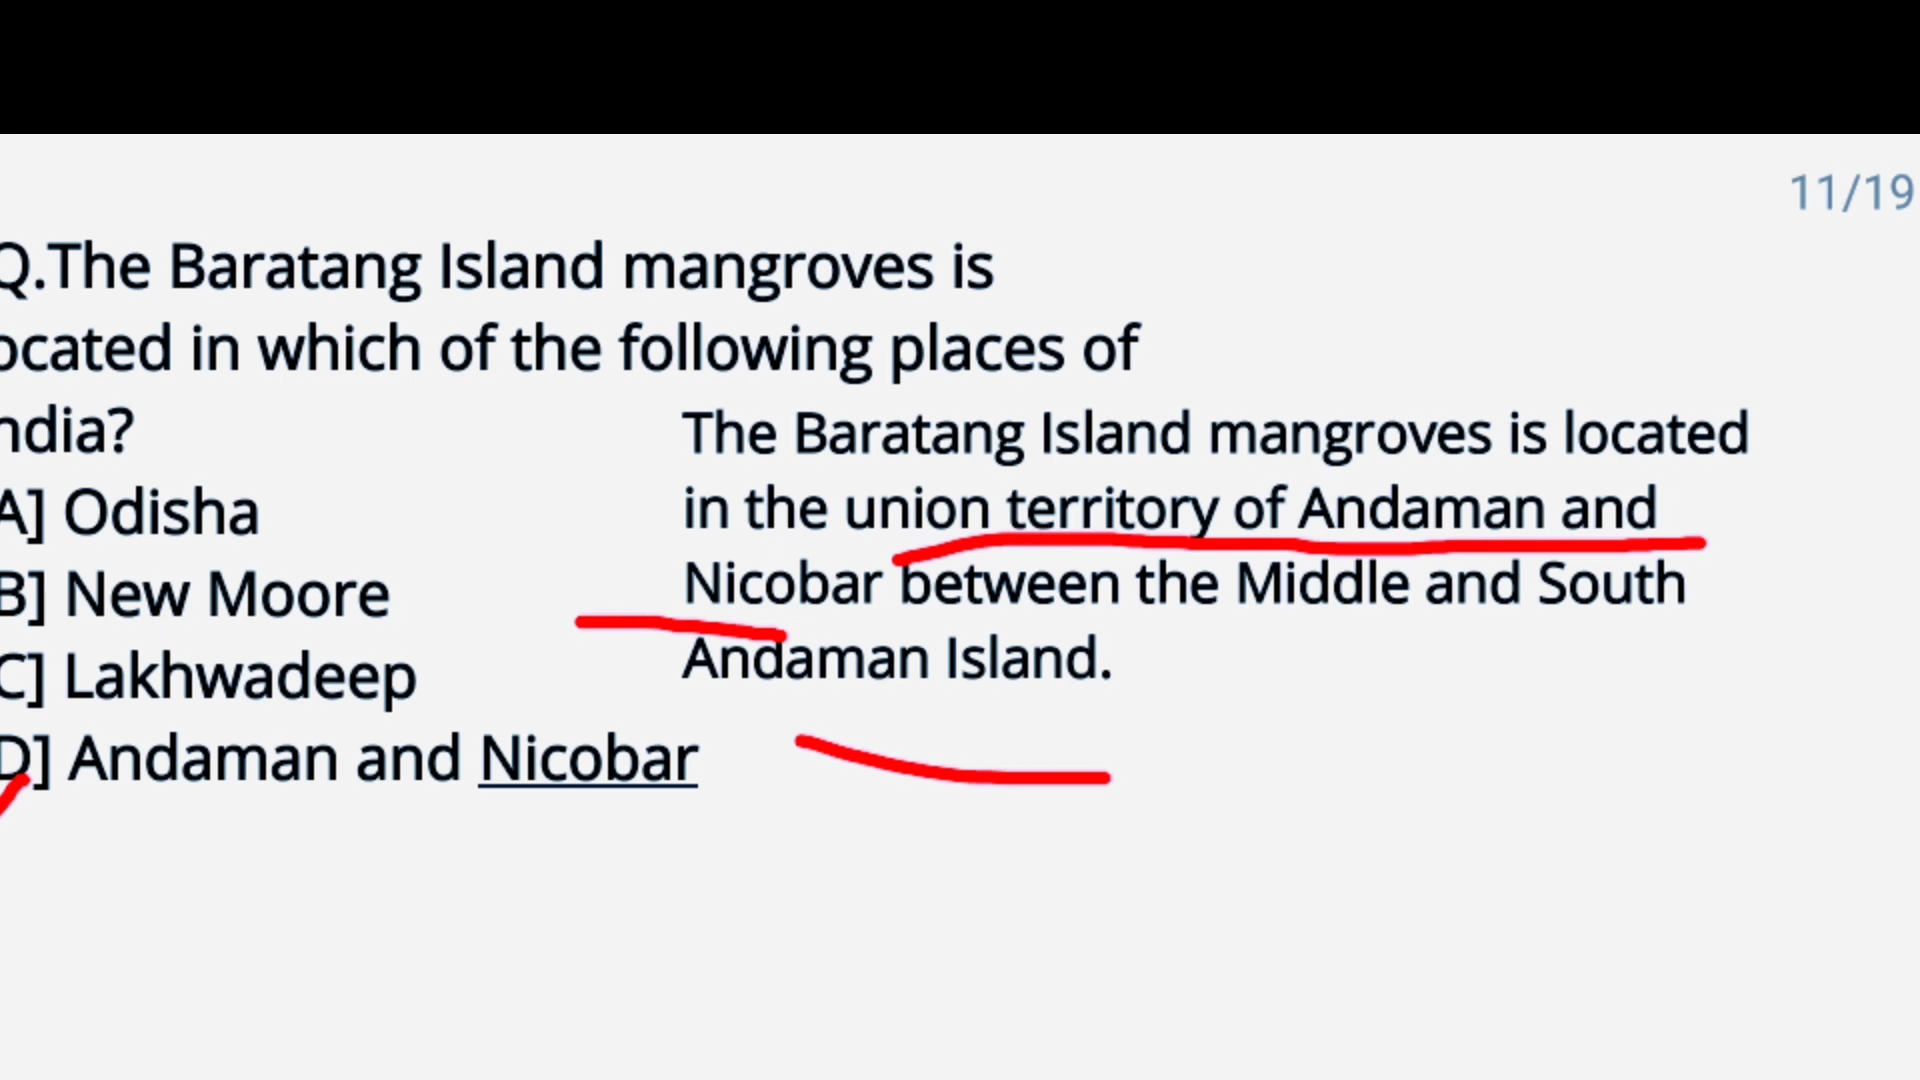 11/19
Q.The Baratang Island mangroves is
ocated in which of the following places of
ndia?
A] Odisha
B] New Moore
C] Lakhwadeep
D] Andaman and Nicobar
The Baratang Island mangroves is located
in the union territory of Andaman and
Nicobar between the Middle and South
Andaman Island.